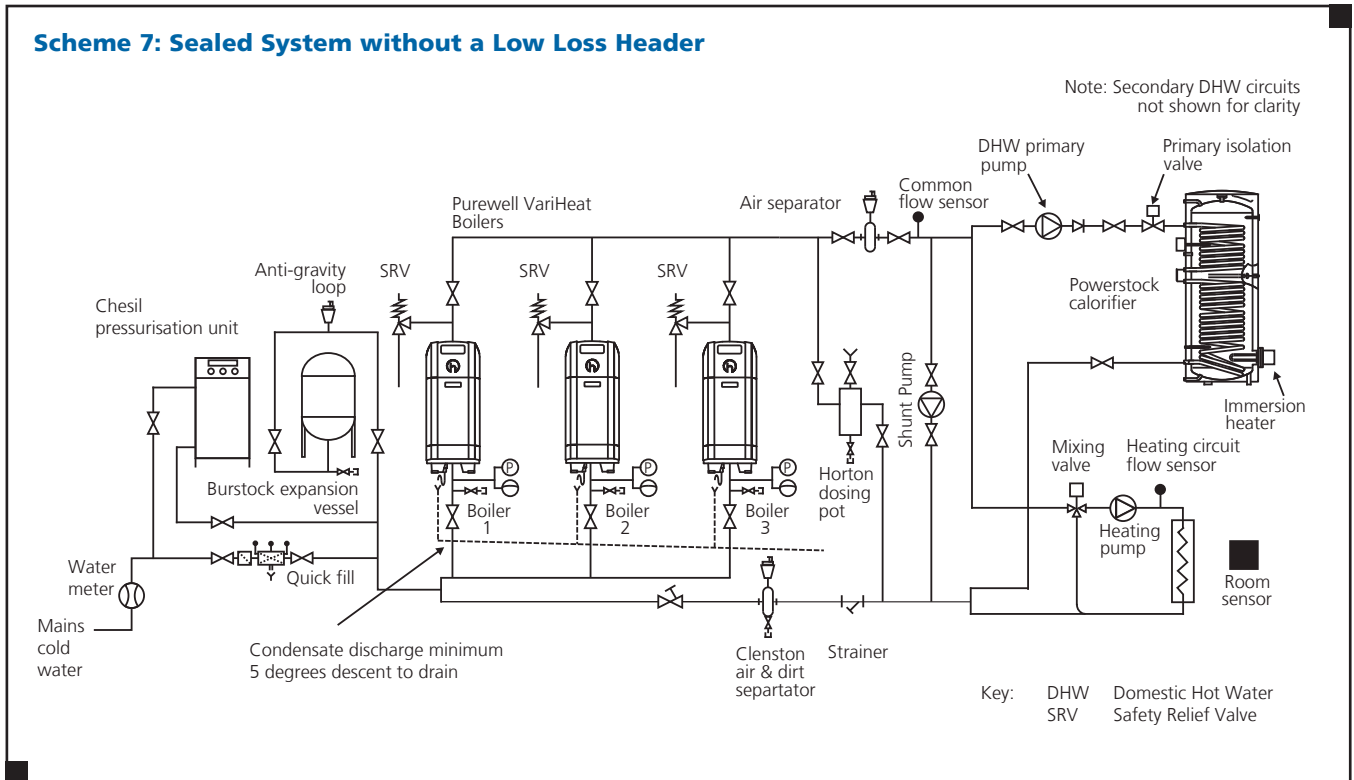 Scheme 7: Sealed System without a Low Loss Header
Note: Secondary DHW circuits
not shown for clarity
DHW primary
pump
Primary isolation
valve
Common
flow sensor
Air separator
Purewell VariHeat
Boilers
Anti-gravity
loop
SRV
SRV
SRV
Chesil
pressurisation unit
Powerstock
calorifier
Immersion
heater
Shunt Pump
Mixing
valve
Heating circuit
flow sensor
Horton
dosing
pot
P
P
P
Burstock expansion
vessel
Boiler
1
Boiler
2
Boiler
3
Heating
pump
Water
meter
Quick fill
Room
sensor
Mains
cold
water
Condensate discharge minimum
5 degrees descent to drain
Clenston
air & dirt
separtator
Strainer
Key: DHW Domestic Hot Water
SRV Safety Relief Valve